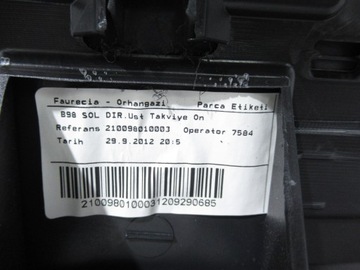 Faurecia - Orhangazi Parca Etiketi
B98 SOL DIR.Ust Takviye On
Referans 21009801000J Operator 7584
Tarih 29.9.2012 20:5
2100980100031209290685